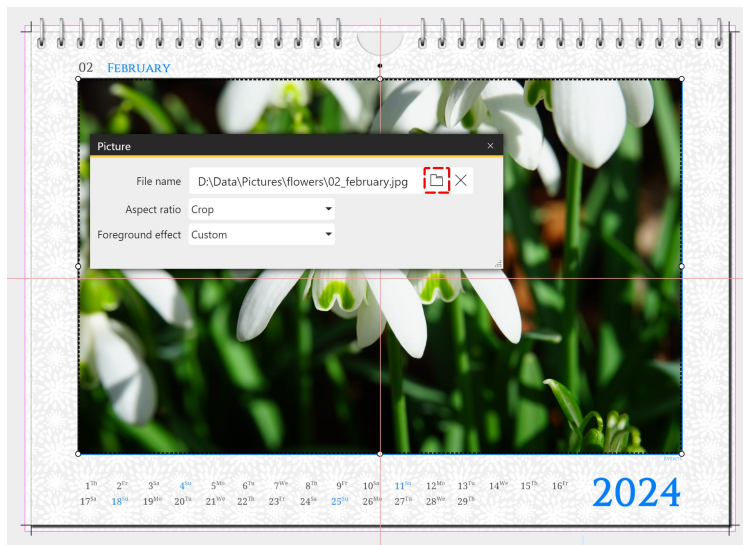 02 FEBRUARY
Picture
File name D:\Data\Pictures\flowers\02_february.jpg
Aspect ratio Crop
Foreground effect Custom
1Th 2Fr 3Sa 4Su 5Mo 6Tu 7We 8Th 9Fr 10Sa 11Su 12Mo 13Tu 14We 15Th 16Fr
17Sa 18Su 19Mo 20Tu 21We 22Th 23Fr 24Sa 25Su 26Mo 27Tu 28We 29Th
2024